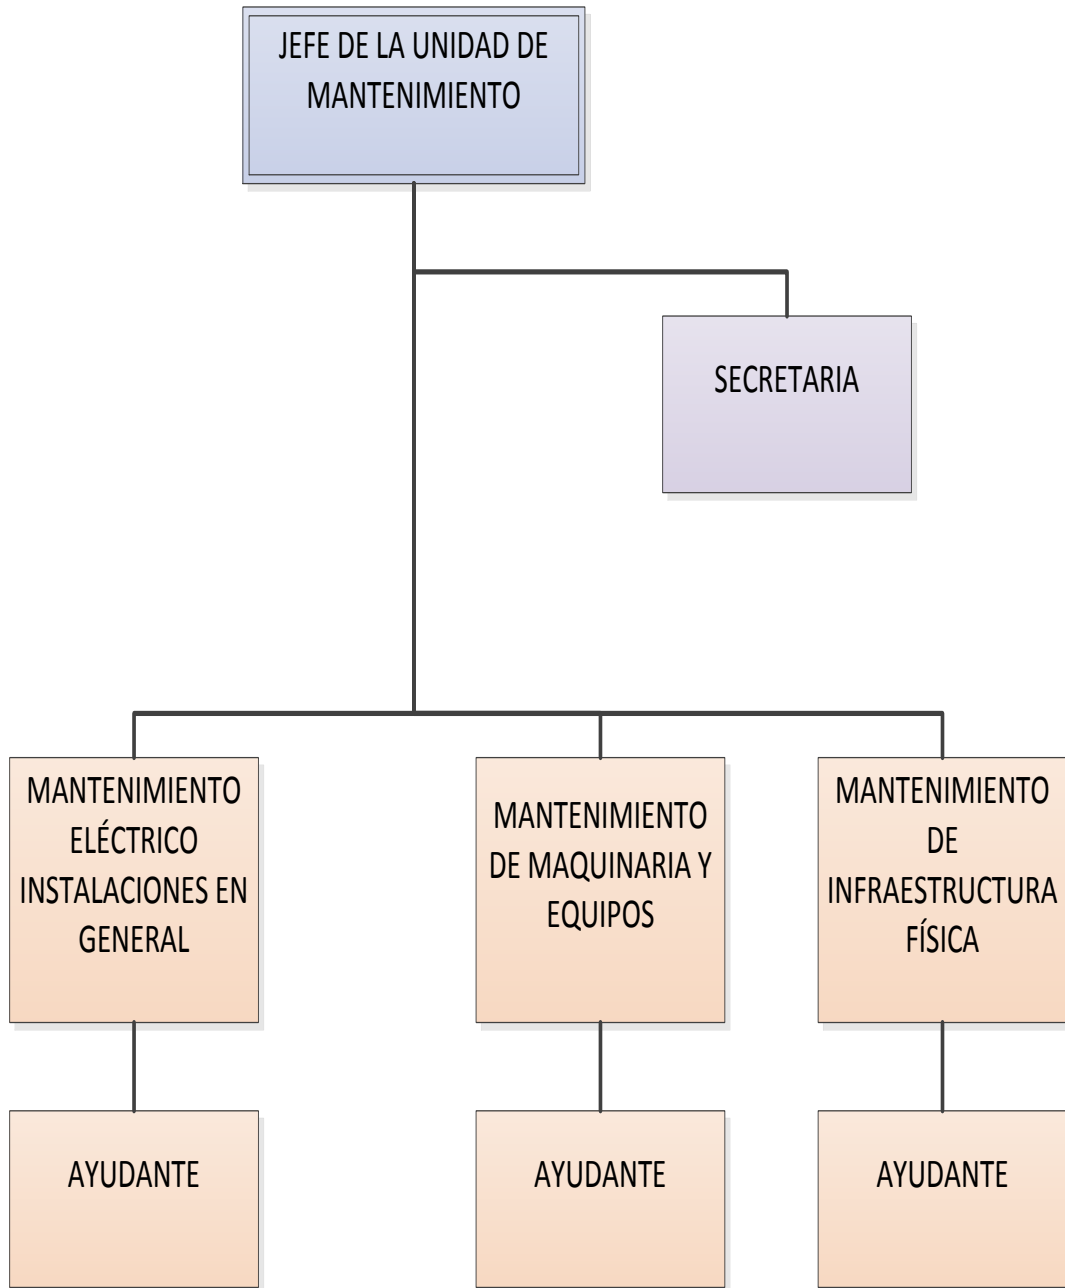 JEFE DE LA UNIDAD DE
MANTENIMIENTO
SECRETARIA
MANTENIMIENTO
ELÉCTRICO
INSTALACIONES EN
GENERAL
MANTENIMIENTO
DE MAQUINARIA Y
EQUIPOS
MANTENIMIENTO
DE
INFRAESTRUCTURA
FÍSICA
AYUDANTE
AYUDANTE
AYUDANTE